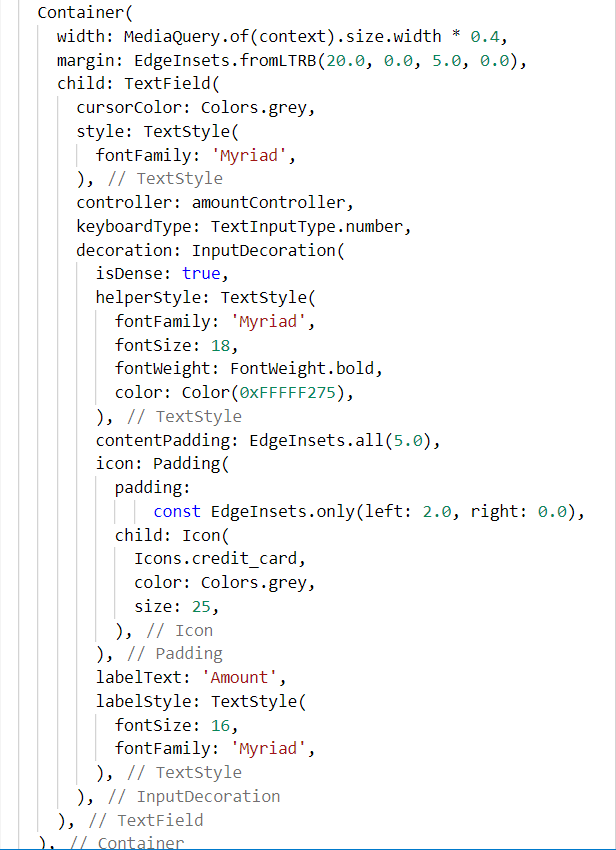 Container(
width: MediaQuery.of(context).size.width * 0.4,
margin: EdgeInsets.fromLTRB(20.0, 0.0, 5.0, 0.0),
child: TextField(
cursorColor: Colors.grey,
style: TextStyle(
fontFamily: 'Myriad',
), // TextStyle
controller: amountController,
keyboardType: TextInputType.number,
decoration: InputDecoration(
isDense: true,
helperStyle: TextStyle(
fontFamily: 'Myriad',
fontSize: 18,
fontWeight: FontWeight.bold,
color: Color(0xFFFFF275),
), // TextStyle
contentPadding: EdgeInsets.all(5.0),
icon: Padding(
padding:
const EdgeInsets.only(left: 2.0, right: 0.0),
child: Icon(
Icons.credit_card,
color: Colors.grey,
size: 25,
), // Icon
), // Padding
labelText: 'Amount',
labelStyle: TextStyle(
fontSize: 16,
fontFamily: 'Myriad',
), // TextStyle
), // InputDecoration
), // TextField
), // Container